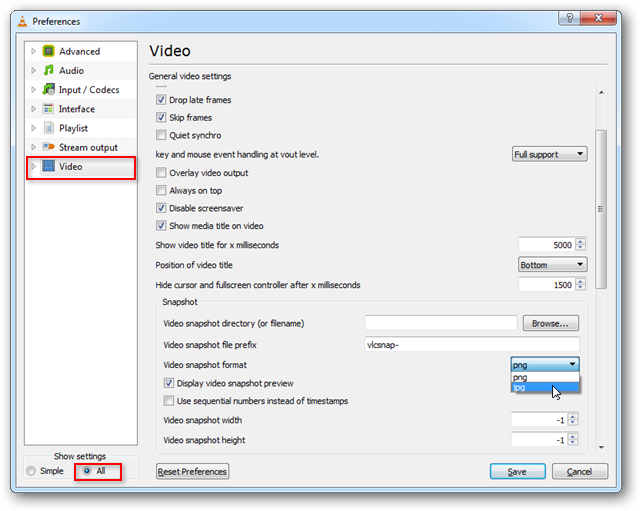 Preferences
Advanced
Audio
Input / Codecs
Interface
Playlist
Stream output
Video
Show settings
Simple All
Video
General video settings
Drop late frames
Skip frames
Quiet synchro
key and mouse event handling at vout level. Full support
Overlay video output
Always on top
Disable screensaver
Show media title on video
Show video title for x milliseconds 5000
Position of video title Bottom
Hide cursor and fullscreen controller after x milliseconds 1500
Snapshot
Video snapshot directory (or filename) Browse...
Video snapshot file prefix vlcsnap-
Video snapshot format png
png
jpg
Display video snapshot preview
Use sequential numbers instead of timestamps
Video snapshot width -1
Video snapshot height -1
Reset Preferences Save Cancel